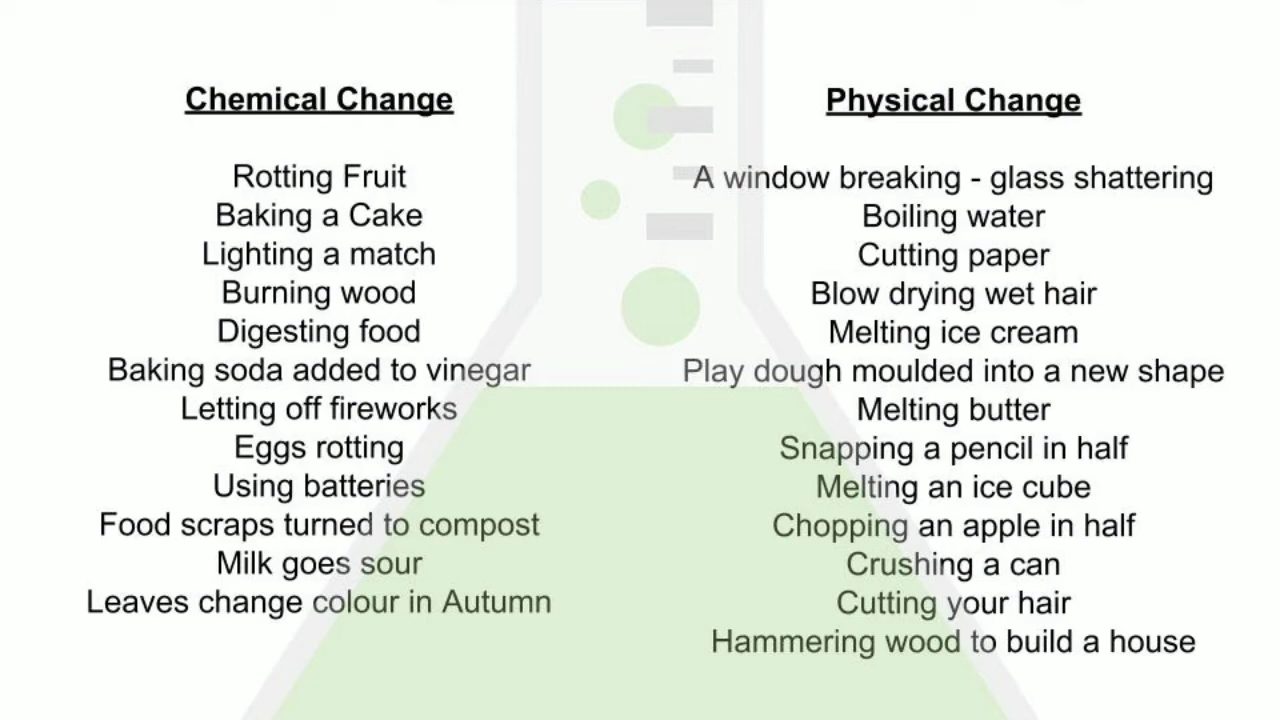 Chemical Change
Rotting Fruit
Baking a Cake
Lighting a match
Burning wood
Digesting food
Baking soda added to vinegar
Letting off fireworks
Eggs rotting
Using batteries
Food scraps turned to compost
Milk goes sour
Leaves change colour in Autumn
Physical Change
A window breaking - glass shattering
Boiling water
Cutting paper
Blow drying wet hair
Melting ice cream
Play dough moulded into a new shape
Melting butter
Snapping a pencil in half
Melting an ice cube
Chopping an apple in half
Crushing a can
Cutting your hair
Hammering wood to build a house